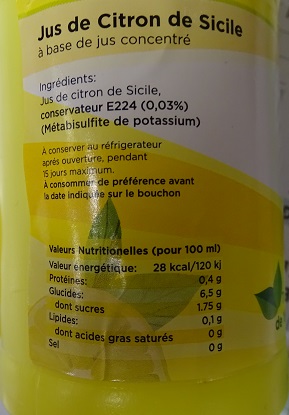 Jus de Citron de Sicile
à base de jus concentré
Ingrédients:
Jus de citron de Sicile,
conservateur E224 (0,03%)
(Métabisulfite de potassium)
A conserver au réfrigérateur
après ouverture, pendant
15 jours maximum.
A consommer de préférence avant
la date indiquée sur le bouchon
Valeurs Nutritionelles (pour 100 ml)
Valeur énergétique: 28 kcal/120 kj
Protéines: 0,4 g
Glucides: 6,5 g
dont sucres 1.75 g
Lipides: 0,1 g
dont acides gras saturés 0 g
Sel 0 g